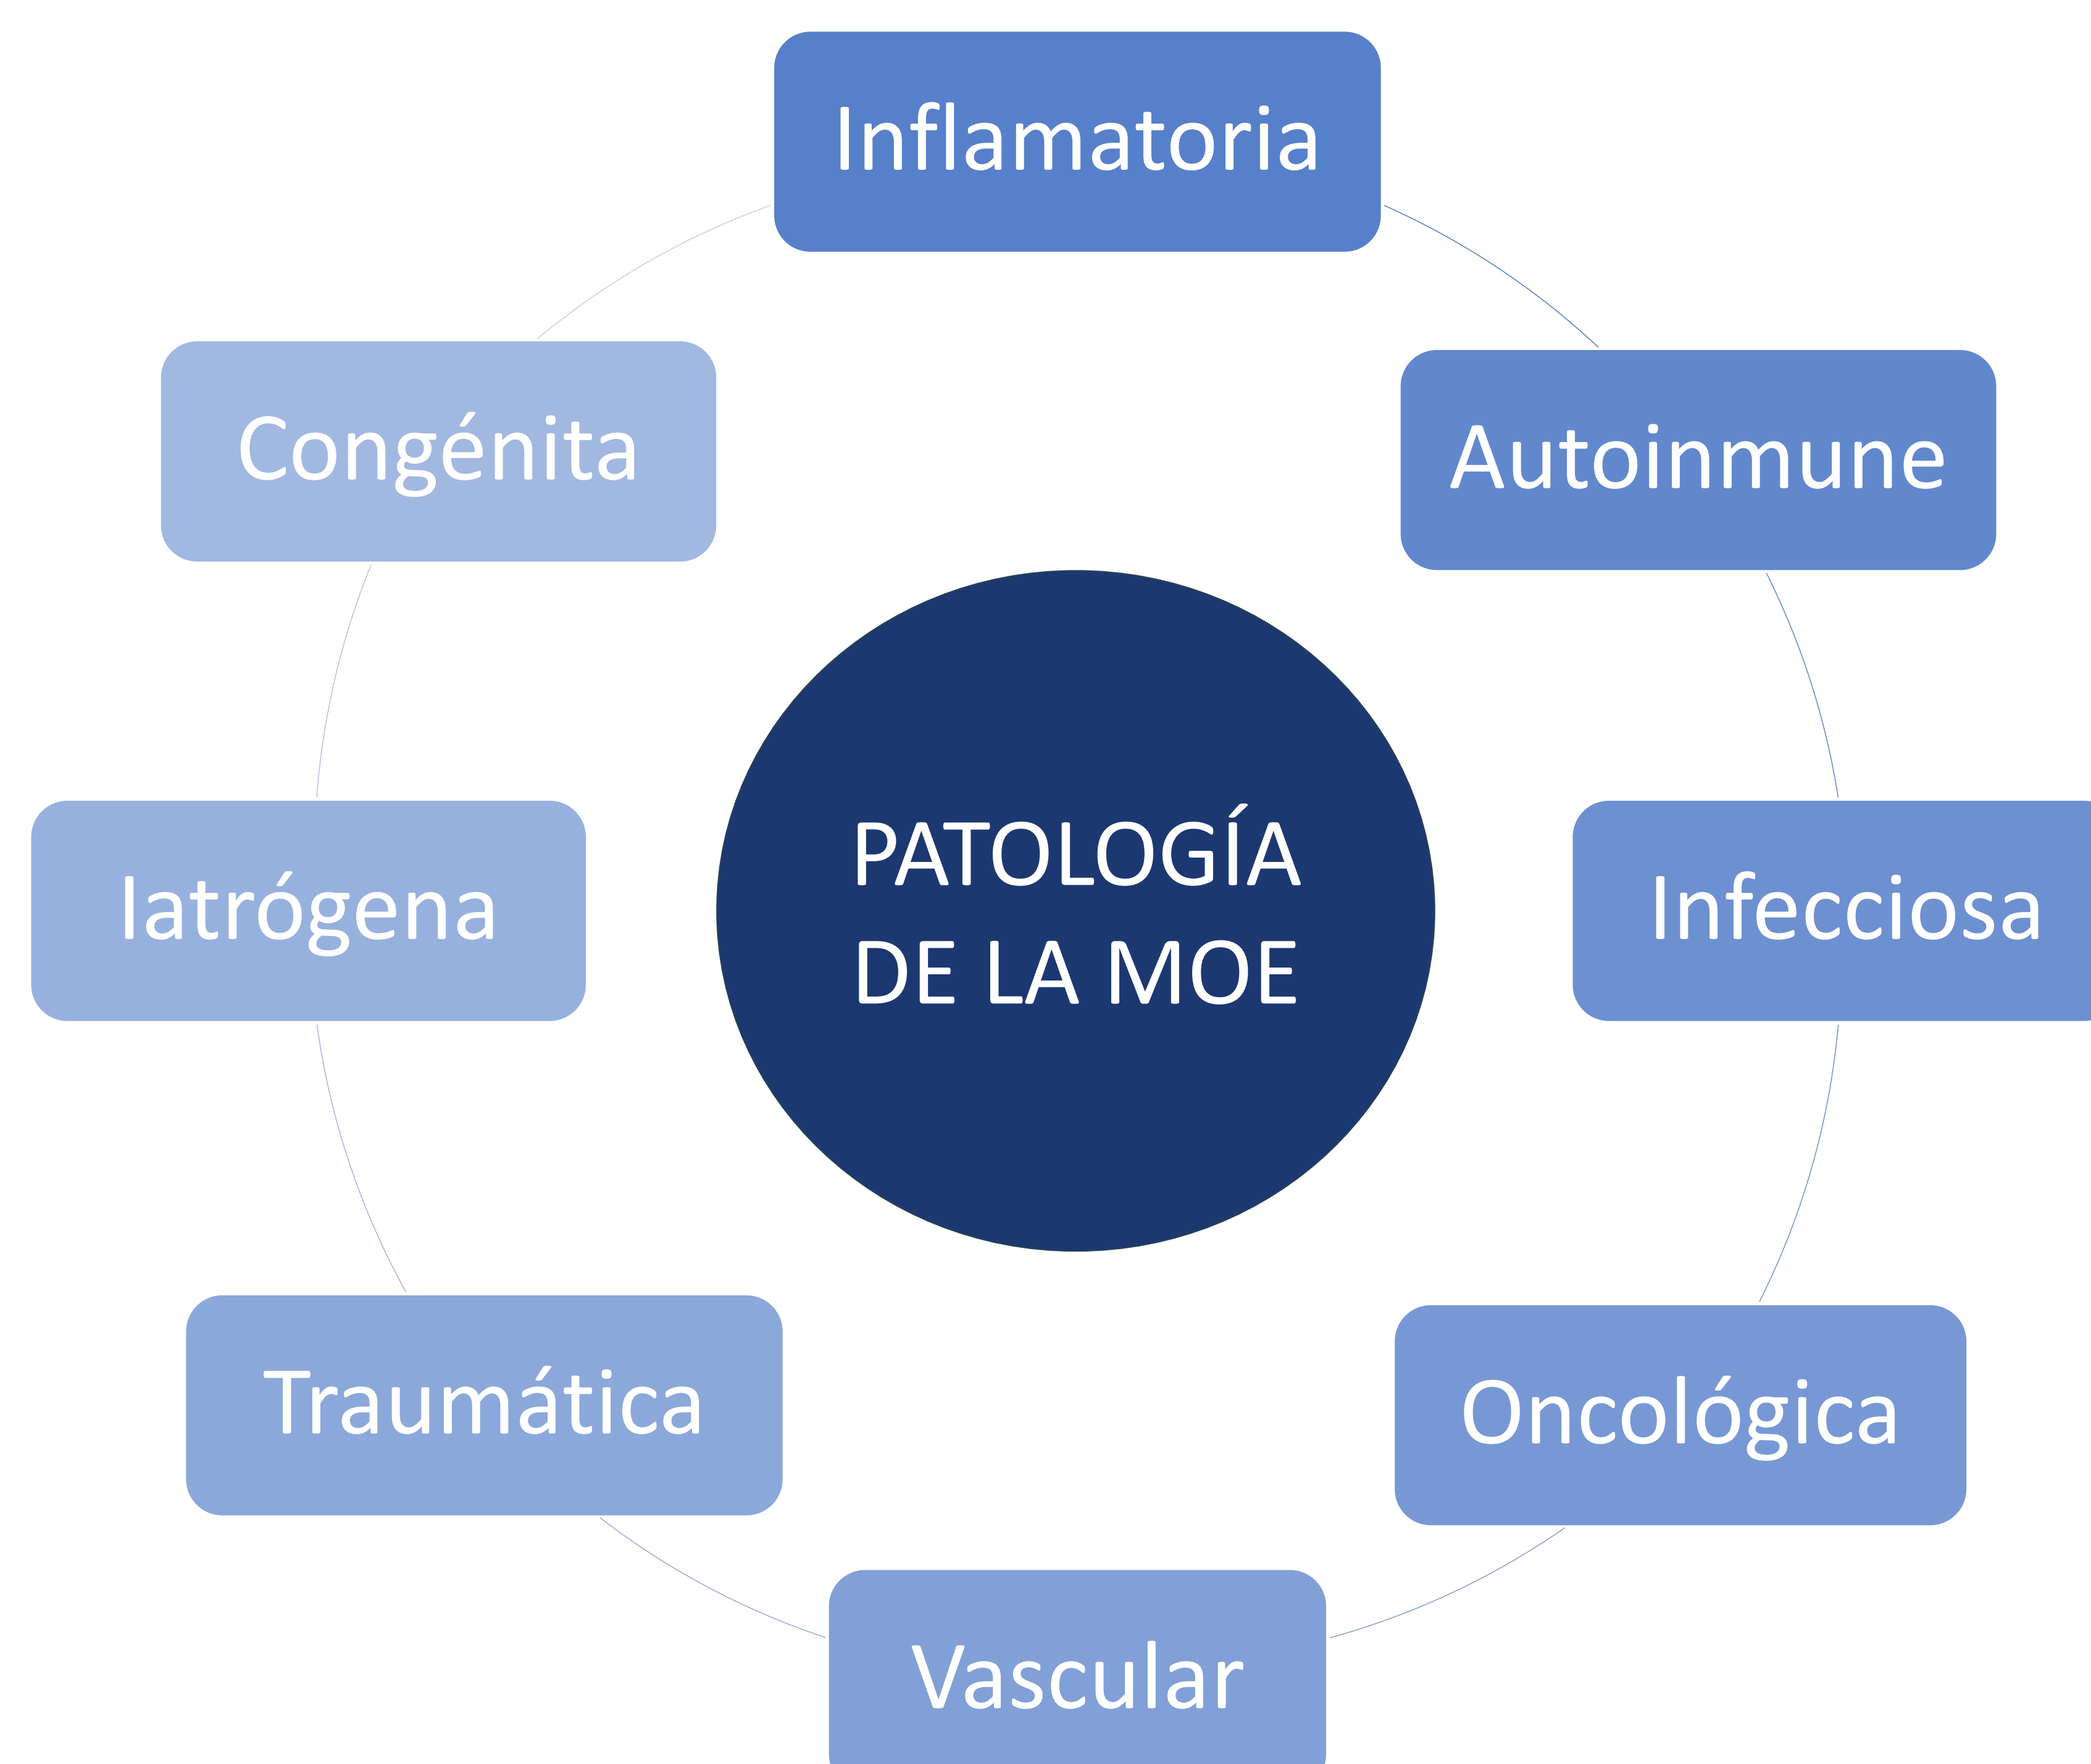 Inflamatoria
Congénita
Autoinmune
PATOLOGÍA
DE LA MOE
Iatrógena
Infecciosa
Traumática
Oncológica
Vascular